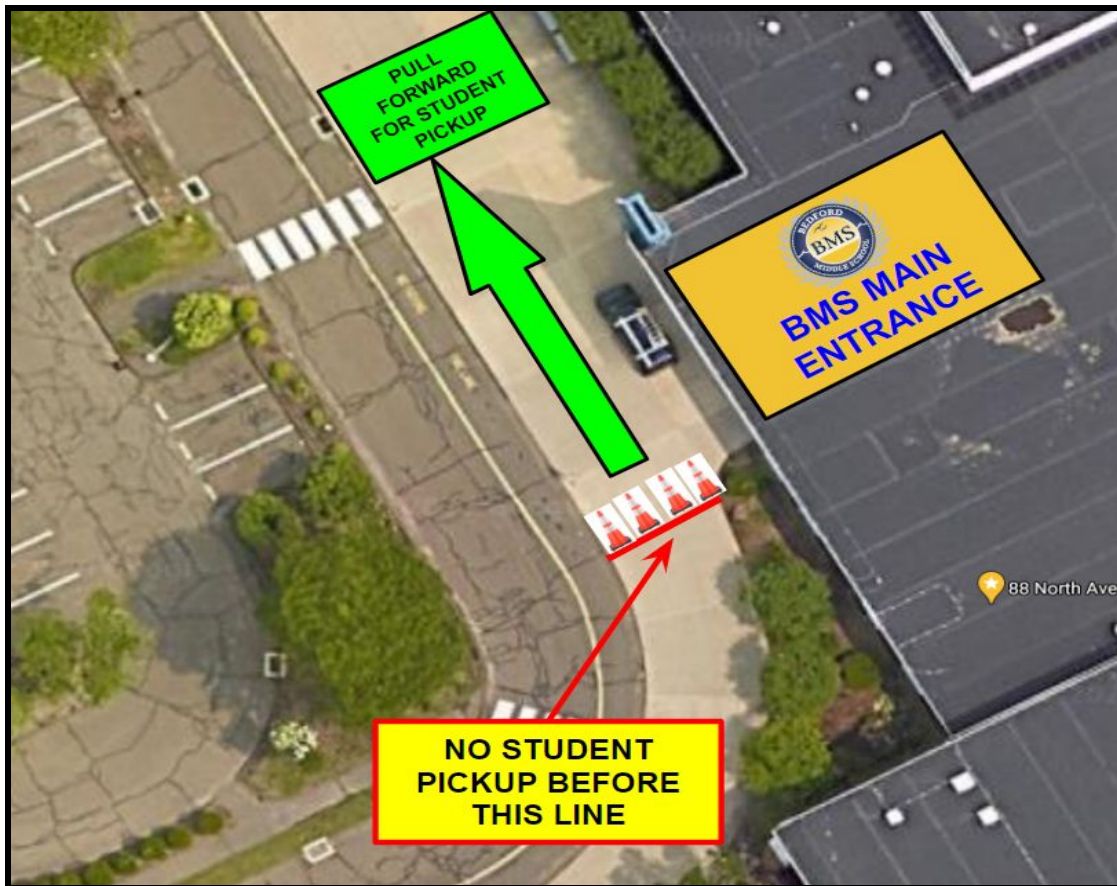 PULL
FORWARD
FOR STUDENT
PICKUP
BEDFORD
BMS
MIDDLE SCHOOL
BMS MAIN
ENTRANCE
88 North Ave
NO STUDENT
PICKUP BEFORE
THIS LINE